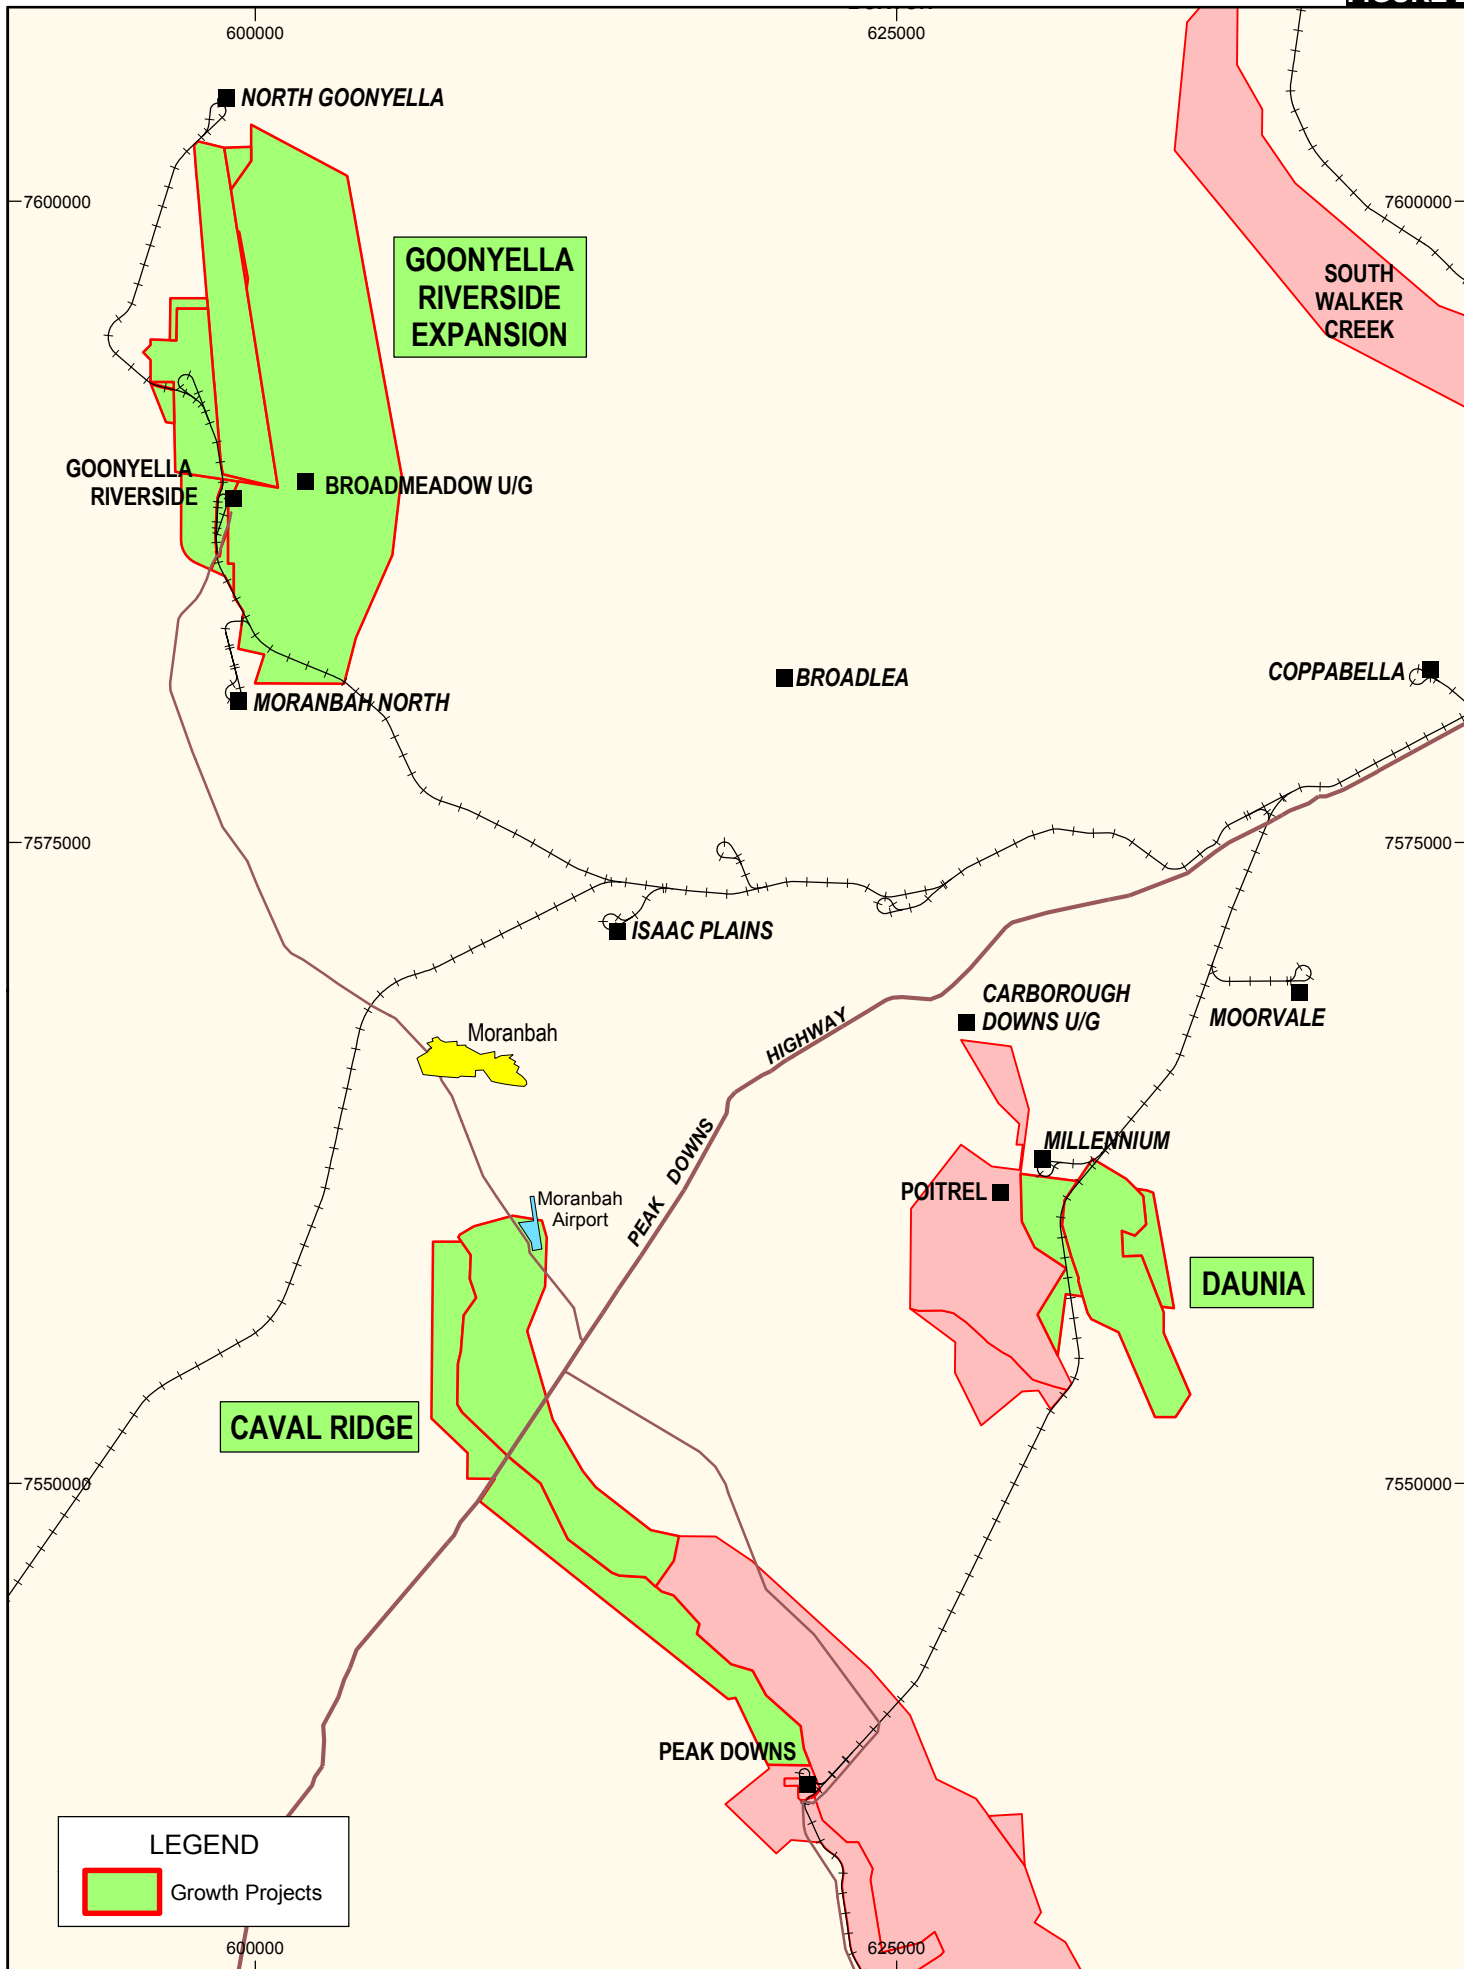 600000
625000
NORTH GOONYELLA
7600000
7600000
GOONYELLA
RIVERSIDE
EXPANSION
SOUTH
WALKER
CREEK
GOONYELLA
RIVERSIDE
BROADMEADOW U/G
BROADLEA
COPPABELLA
MORANBAH NORTH
7575000
7575000
ISAAC PLAINS
CARBOROUGH
DOWNS U/G
MOORVALE
HIGHWAY
Moranbah
MILLENNIUM
DOWNS
POITREL
Moranbah
Airport
PEAK
DAUNIA
CAVAL RIDGE
7550000
7550000
PEAK DOWNS
LEGEND
Growth Projects
600000
625000